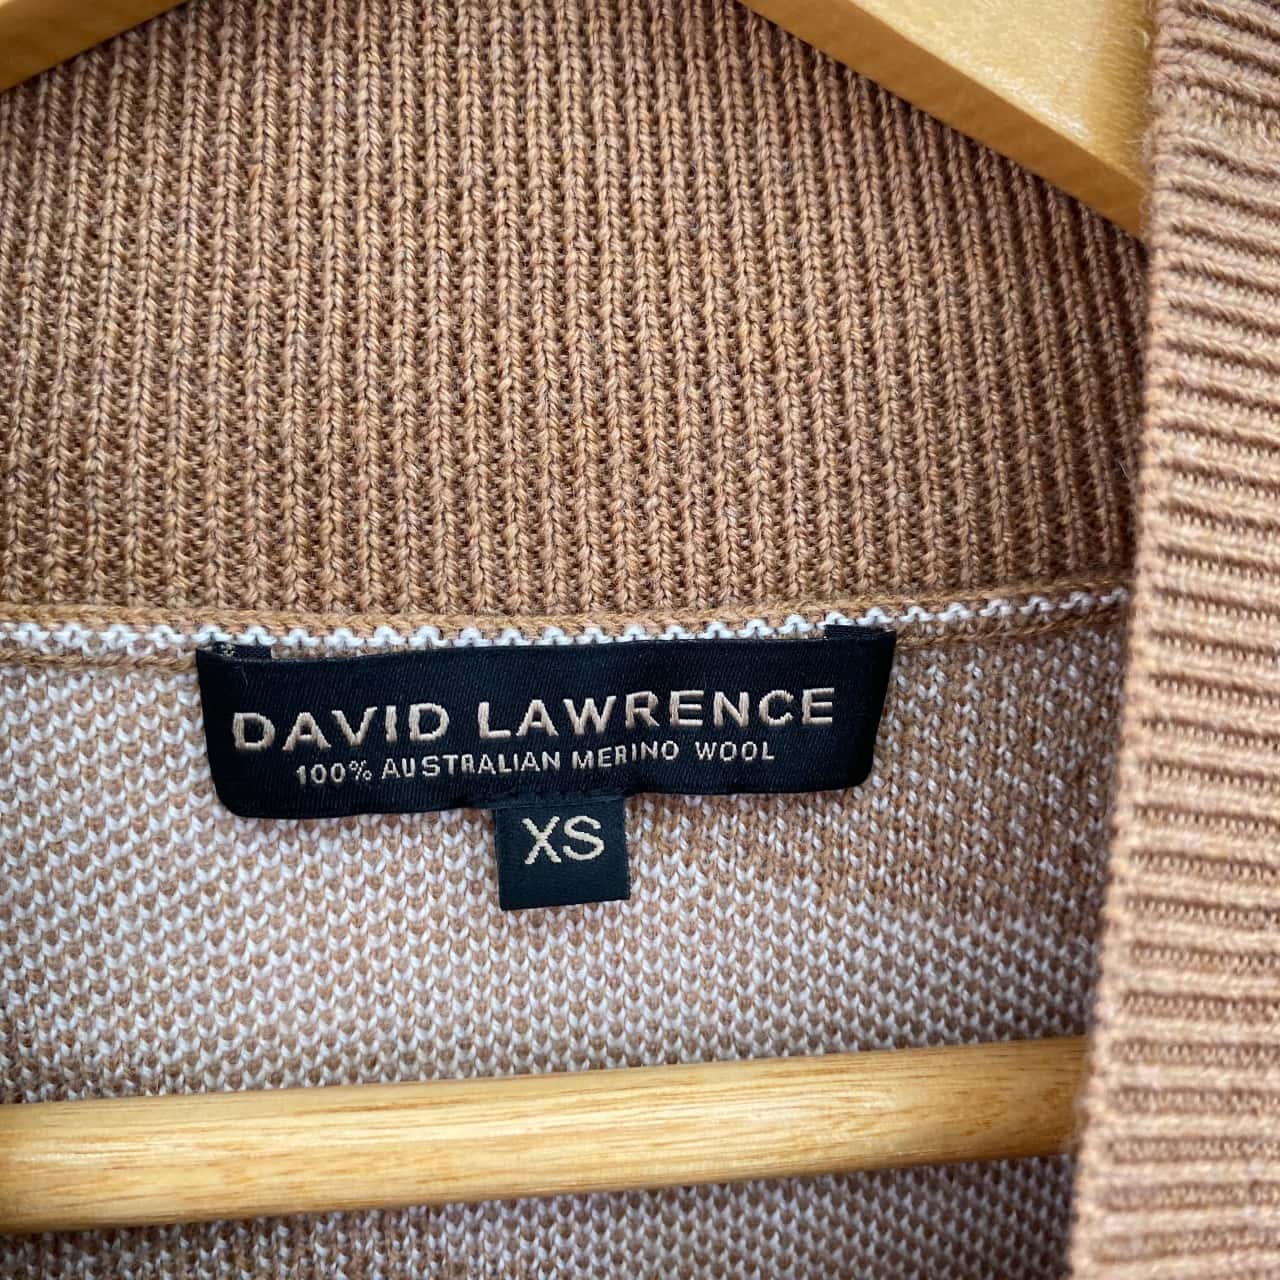 DAVID LAWRENCE
100% AUSTRALIAN MERINO WOOL
XS